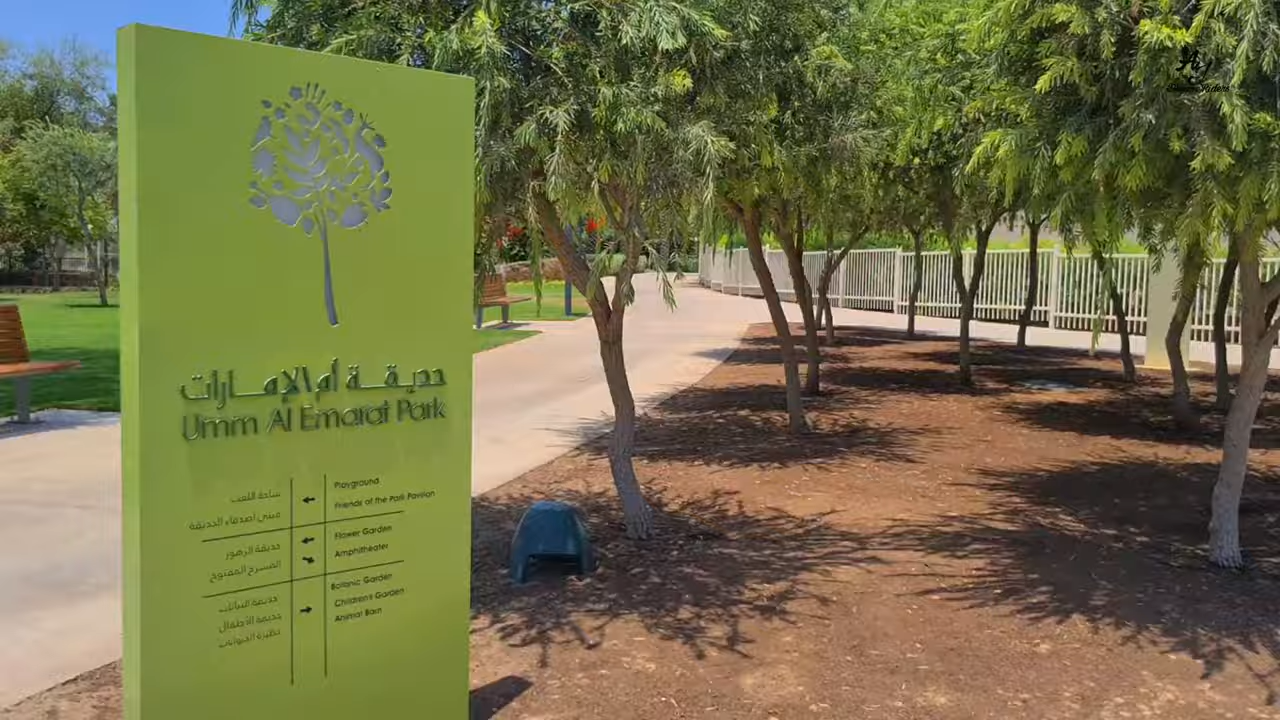 حديقة أم الإمارات
Umm Al Emarat Park
ساحة اللعب
Playground
مبنى أصدقاء الحديقة
Friends of the Park Pavilion
حديقة الزهور
Flower Garden
المسرح المفتوح
Amphitheater
حديقة النباتات
Botanic Garden
حديقة الأطفال
Children's Garden
حظيرة الحيوانات
Animal Barn